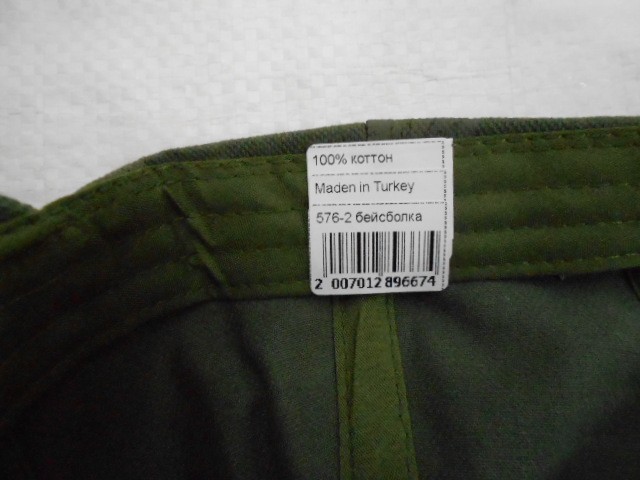 100% коттон
Maden in Turkey
576-2 бейсболка
2 007012 896674